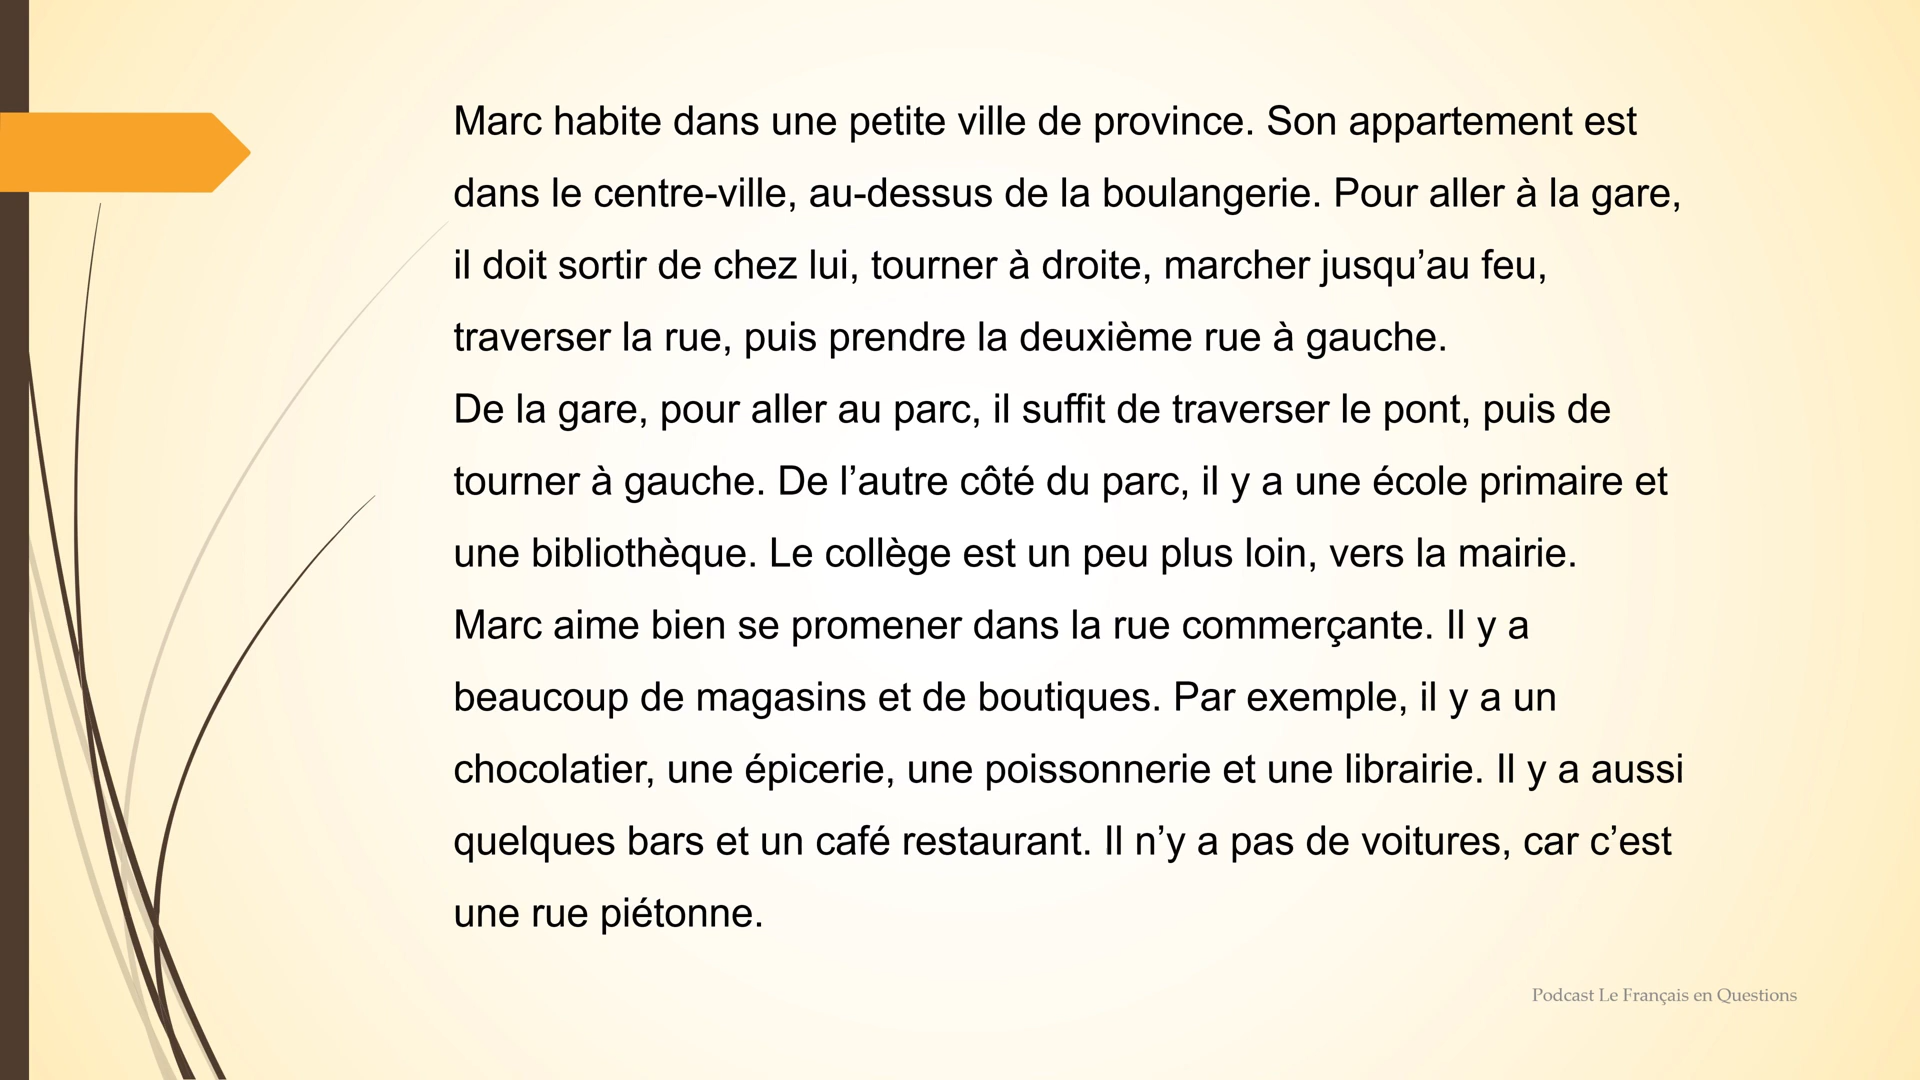 Marc habite dans une petite ville de province. Son appartement est
dans le centre-ville, au-dessus de la boulangerie. Pour aller à la gare,
il doit sortir de chez lui, tourner à droite, marcher jusqu’au feu,
traverser la rue, puis prendre la deuxième rue à gauche.
De la gare, pour aller au parc, il suffit de traverser le pont, puis de
tourner à gauche. De l’autre côté du parc, il y a une école primaire et
une bibliothèque. Le collège est un peu plus loin, vers la mairie.
Marc aime bien se promener dans la rue commerçante. Il y a
beaucoup de magasins et de boutiques. Par exemple, il y a un
chocolatier, une épicerie, une poissonnerie et une librairie. Il y a aussi
quelques bars et un café restaurant. Il n’y a pas de voitures, car c’est
une rue piétonne.
Podcast Le Français en Questions